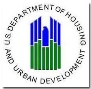 U.S. DEPARTMENT OF HOUSING
AND URBAN DEVELOPMENT